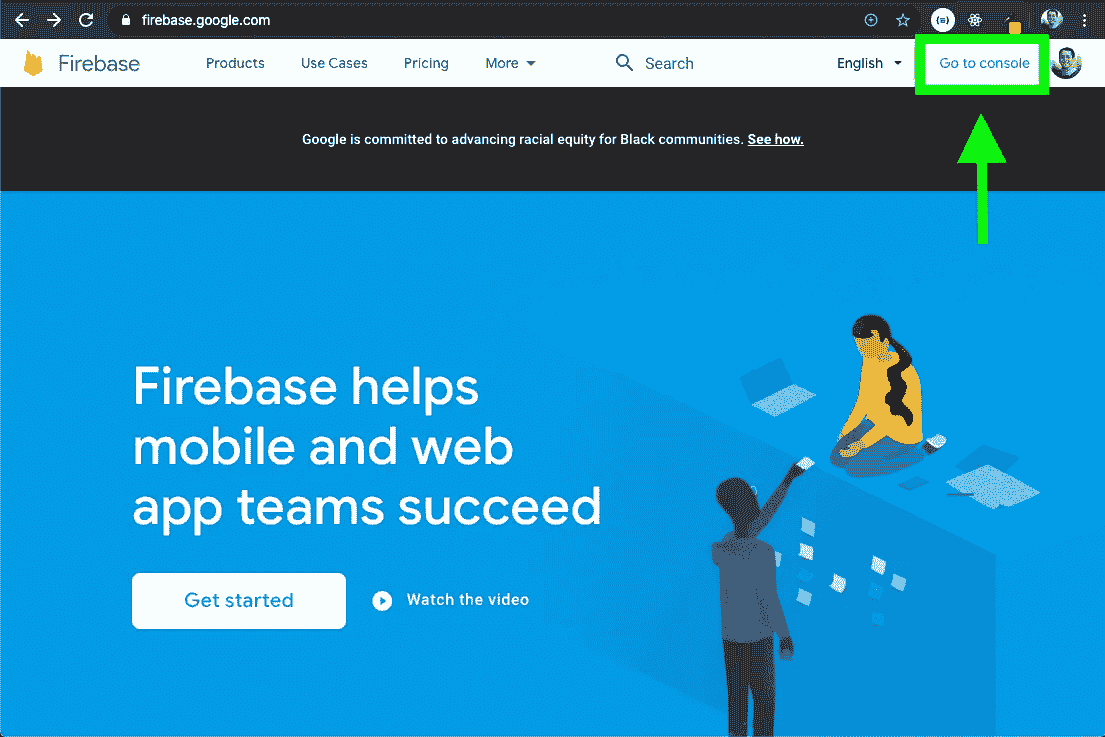 firebase.google.com
Firebase Products Use Cases Pricing More Search English Go to console
Google is committed to advancing racial equity for Black communities. See how.
Firebase helps
mobile and web
app teams succeed
Get started Watch the video